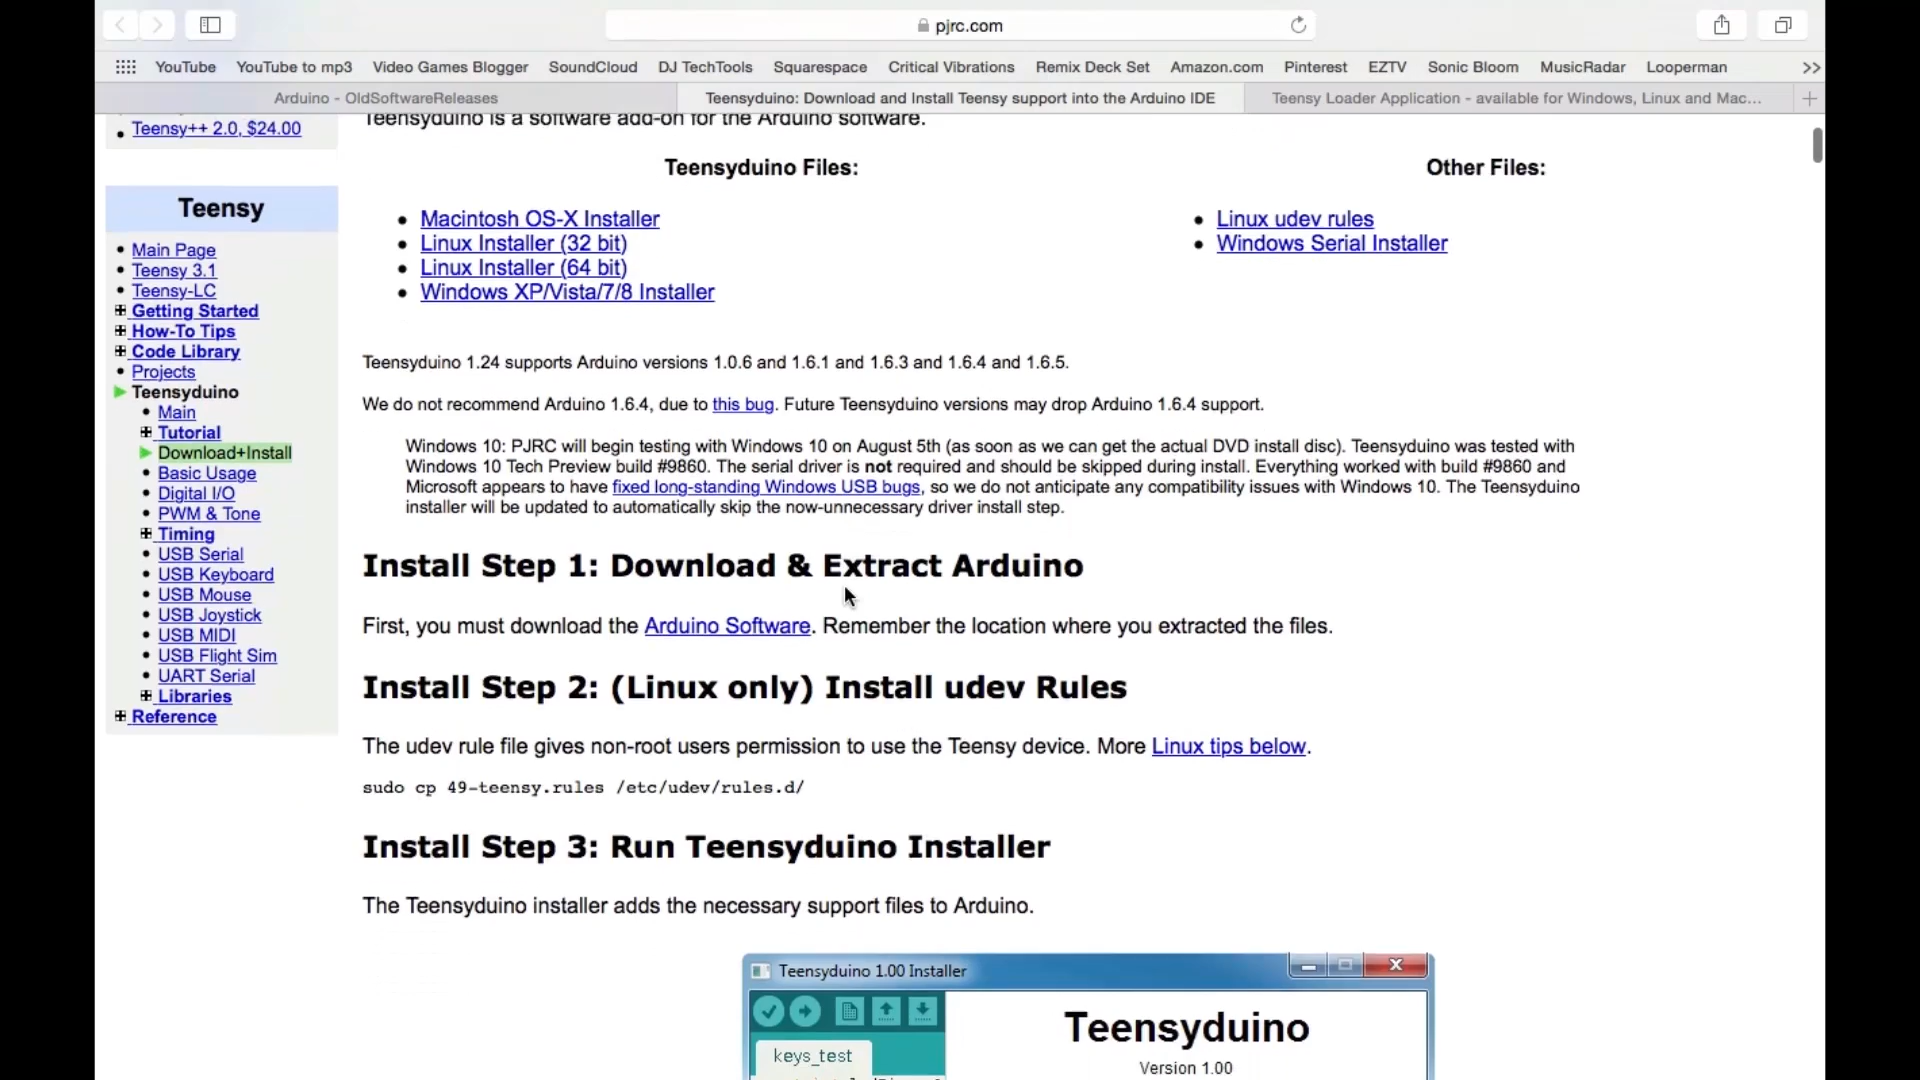 pjrc.com
YouTube YouTube to mp3 Video Games Blogger SoundCloud DJ TechTools Squarespace Critical Vibrations Remix Deck Set Amazon.com Pinterest EZTV Sonic Bloom MusicRadar Looperman >>
Arduino - OldSoftwareReleases
Teensyduino: Download and Install Teensy support into the Arduino IDE
Teensy Loader Application - available for Windows, Linux and Mac...
Teensy++ 2.0, $24.00
Teensy
Main Page
Teensy 3.1
Teensy-LC
Getting Started
How-To Tips
Code Library
Projects
Teensyduino
Main
Tutorial
Download+Install
Basic Usage
Digital I/O
PWM & Tone
Timing
USB Serial
USB Keyboard
USB Mouse
USB Joystick
USB MIDI
USB Flight Sim
UART Serial
Libraries
Reference
Teensyduino is a software add-on for the Arduino software.
Teensyduino Files:
Macintosh OS-X Installer
Linux Installer (32 bit)
Linux Installer (64 bit)
Windows XP/Vista/7/8 Installer
Other Files:
Linux udev rules
Windows Serial Installer
Teensyduino 1.24 supports Arduino versions 1.0.6 and 1.6.1 and 1.6.3 and 1.6.4 and 1.6.5.
We do not recommend Arduino 1.6.4, due to this bug. Future Teensyduino versions may drop Arduino 1.6.4 support.
Windows 10: PJRC will begin testing with Windows 10 on August 5th (as soon as we can get the actual DVD install disc). Teensyduino was tested with
Windows 10 Tech Preview build #9860. The serial driver is not required and should be skipped during install. Everything worked with build #9860 and
Microsoft appears to have fixed long-standing Windows USB bugs, so we do not anticipate any compatibility issues with Windows 10. The Teensyduino
installer will be updated to automatically skip the now-unnecessary driver install step.
Install Step 1: Download & Extract Arduino
First, you must download the Arduino Software. Remember the location where you extracted the files.
Install Step 2: (Linux only) Install udev Rules
The udev rule file gives non-root users permission to use the Teensy device. More Linux tips below.
sudo cp 49-teensy.rules /etc/udev/rules.d/
Install Step 3: Run Teensyduino Installer
The Teensyduino installer adds the necessary support files to Arduino.
Teensyduino 1.00 Installer
keys_test
Teensyduino
Version 1.00